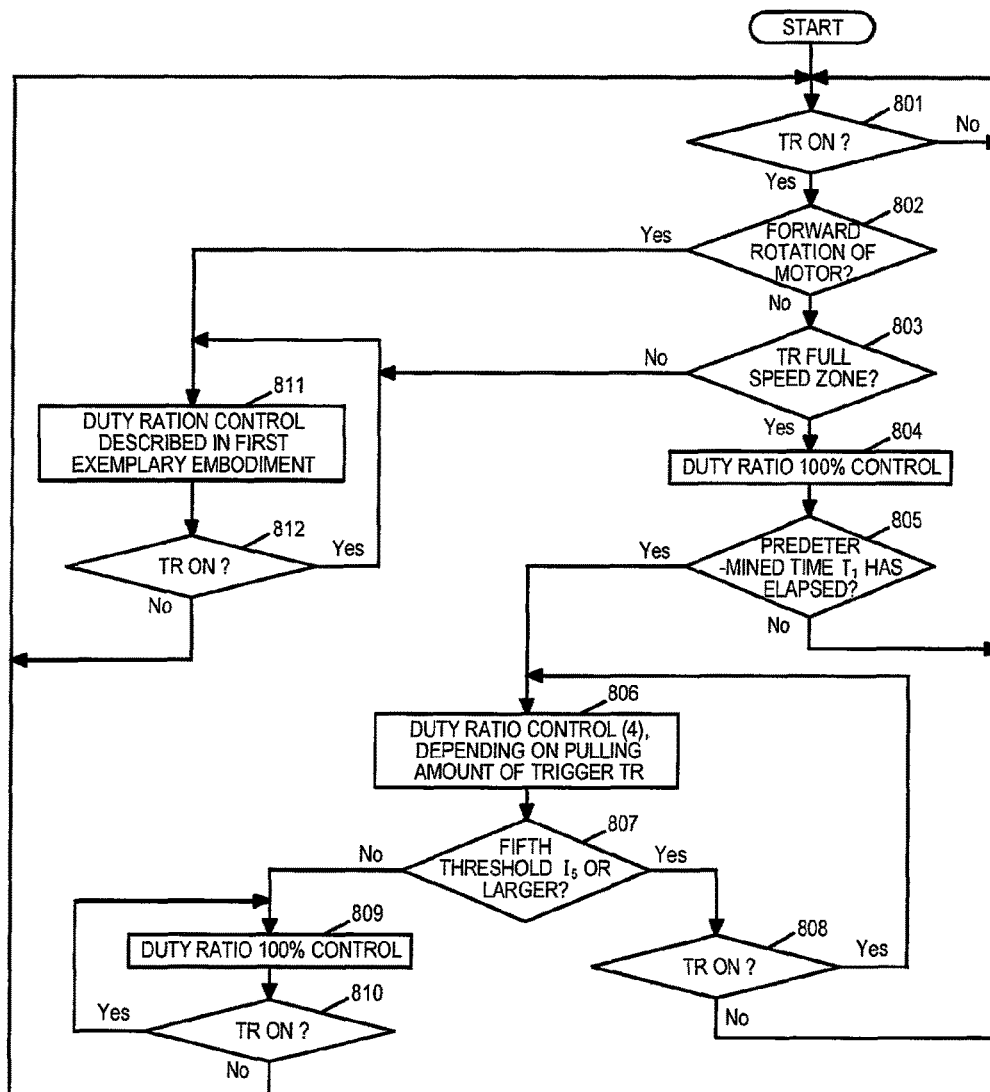 START
801
TR ON ?
No
Yes
802
FORWARD
ROTATION OF
MOTOR?
Yes
No
803
TR FULL
SPEED ZONE?
No
Yes
811
DUTY RATION CONTROL
DESCRIBED IN FIRST
EXEMPLARY EMBODIMENT
804
DUTY RATIO 100% CONTROL
812
TR ON ?
Yes
No
805
PREDETER
-MINED TIME T₁ HAS
ELAPSED?
Yes
No
806
DUTY RATIO CONTROL (4),
DEPENDING ON PULLING
AMOUNT OF TRIGGER TR
807
FIFTH
THRESHOLD I₅ OR
LARGER?
No
Yes
809
DUTY RATIO 100% CONTROL
808
TR ON ?
Yes
No
810
TR ON ?
Yes
No